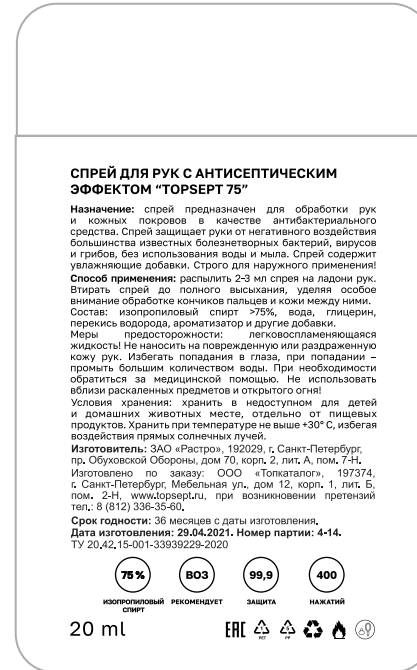 СПРЕЙ ДЛЯ РУК С АНТИСЕПТИЧЕСКИМ
ЭФФЕКТОМ “TOPSEPT 75”
Назначение: спрей предназначен для обработки рук
и кожных покровов в качестве антибактериального
средства. Спрей защищает руки от негативного воздействия
большинства известных болезнетворных бактерий, вирусов
и грибов, без использования воды и мыла. Спрей содержит
увлажняющие добавки. Строго для наружного применения!
Способ применения: распылить 2–3 мл спрея на ладони рук.
Втирать спрей до полного высыхания, уделяя особое
внимание обработке кончиков пальцев и кожи между ними.
Состав: изопропиловый спирт >75%, вода, глицерин,
перекись водорода, ароматизатор и другие добавки.
Меры предосторожности: легковоспламеняющаяся
жидкость! Не наносить на поврежденную или раздраженную
кожу рук. Избегать попадания в глаза, при попадании –
промыть большим количеством воды. При необходимости
обратиться за медицинской помощью. Не использовать
вблизи раскаленных предметов и открытого огня!
Условия хранения: хранить в недоступном для детей
и домашних животных месте, отдельно от пищевых
продуктов. Хранить при температуре не выше +30° С, избегая
воздействия прямых солнечных лучей.
Изготовитель: ЗАО «Растро», 192029, г. Санкт-Петербург,
пр. Обуховской Обороны, дом 70, корп. 2, лит. А, пом. 7-Н.
Изготовлено по заказу: ООО «Топкаталог», 197374,
г. Санкт-Петербург, Мебельная ул., дом 12, корп. 1, лит. Б,
пом. 2-Н, www.topsept.ru, при возникновении претензий
тел.: 8 (812) 336-35-60.
Срок годности: 36 месяцев с даты изготовления.
Дата изготовления: 29.04.2021. Номер партии: 4-14.
ТУ 20.42.15-001-33939229-2020
75% ВОЗ 99,9 400
ИЗОПРОПИЛОВЫЙ СПИРТ РЕКОМЕНДУЕТ ЗАЩИТА НАЖАТИЙ
20 ml EAC
PET PP